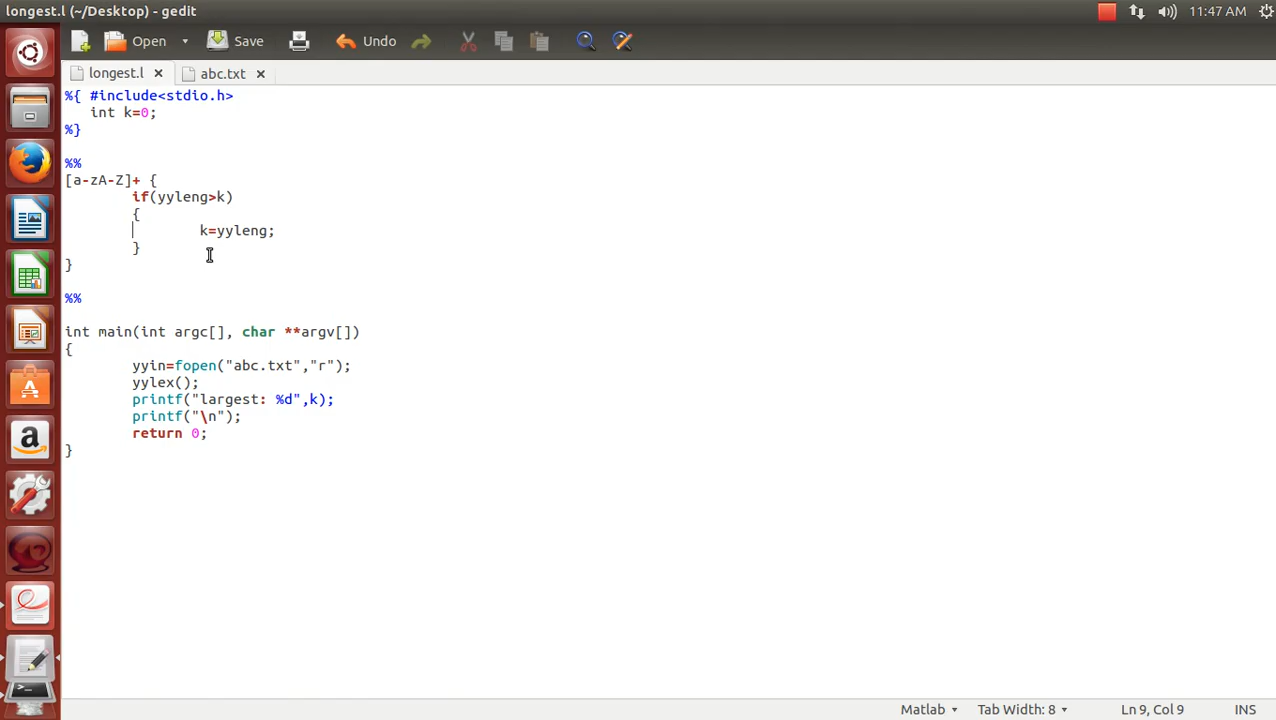 longest.l (~/Desktop) - gedit
11:47 AM
Open Save Undo
longest.l abc.txt
%{ #include<stdio.h>
int k=0;
%}
%%
[a-zA-Z]+ {
if(yyleng>k)
{
k=yyleng;
}
}
%%
int main(int argc[], char **argv[])
{
yyin=fopen("abc.txt","r");
yylex();
printf("largest: %d",k);
printf("\n");
return 0;
}
Matlab Tab Width: 8 Ln 9, Col 9 INS